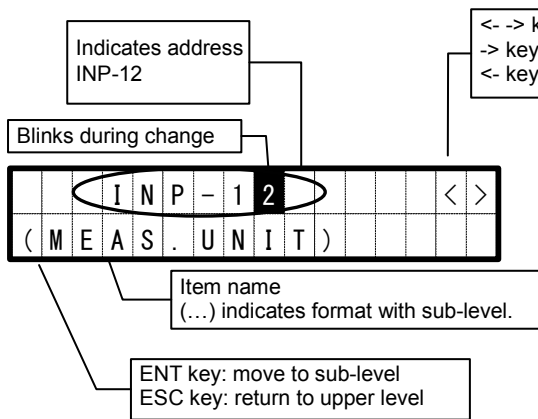 Indicates address
INP-12
<- -> k
-> key
<- key
Blinks during change
INP-12 < >
(MEAS.UNIT)
Item name
(...) indicates format with sub-level.
ENT key: move to sub-level
ESC key: return to upper level